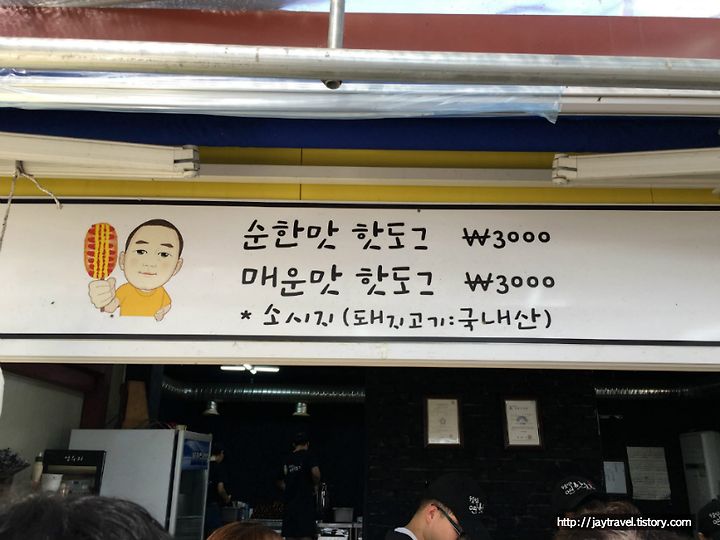 순한맛 핫도그 ₩3000
매운맛 핫도그 ₩3000
* 소시지 (돼지고기:국내산)
http://jaytravel.tistory.com